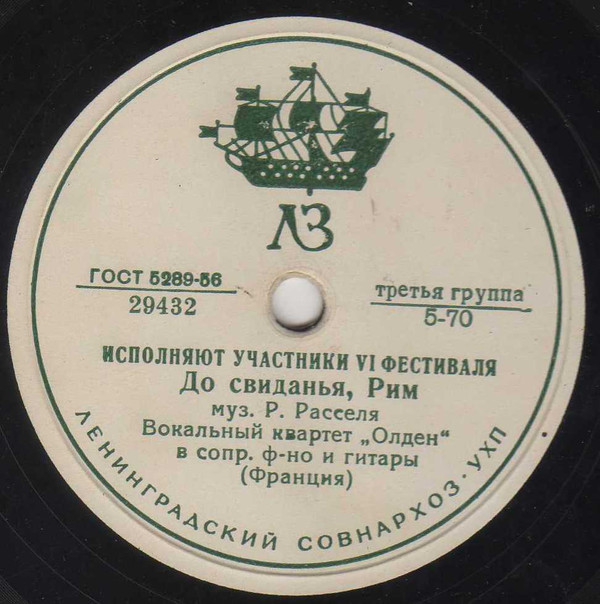 ЛЗ
ГОСТ 5289-56
29432
третья группа
5-70
ИСПОЛНЯЮТ УЧАСТНИКИ VI ФЕСТИВАЛЯ
До свиданья, Рим
муз. Р. Расселя
Вокальный квартет „Олден“
в сопр. ф-но и гитары
(Франция)
ЛЕНИНГРАДСКИЙ СОВНАРХОЗ·УХП